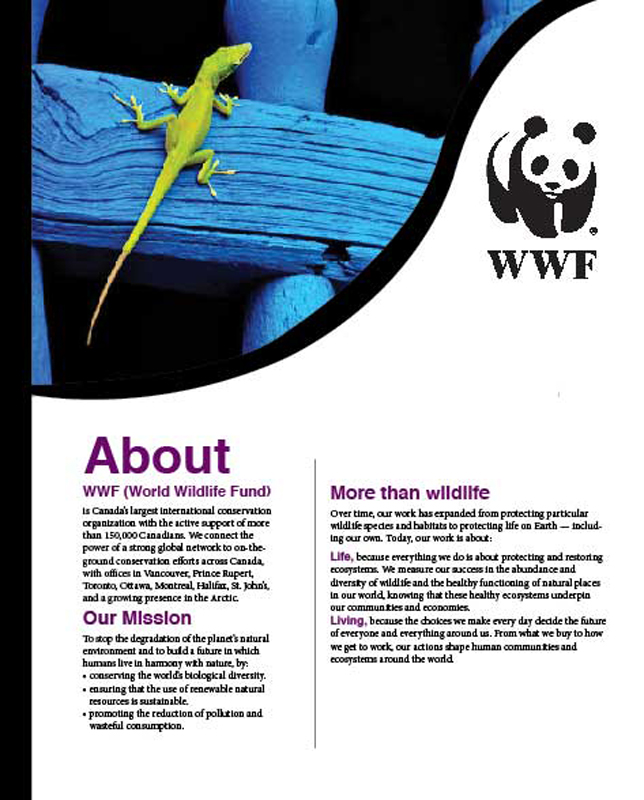 WWF
About
WWF (World Wildlife Fund)
is Canada's largest international conservation
organization with the active support of more
than 150,000 Canadians. We connect the
power of a strong global network to on-the-
ground conservation efforts across Canada,
with offices in Vancouver, Prince Rupert,
Toronto, Ottawa, Montreal, Halifax, St. John's,
and a growing presence in the Arctic.
Our Mission
To stop the degradation of the planet's natural
environment and to build a future in which
humans live in harmony with nature, by:
• conserving the world's biological diversity.
• ensuring that the use of renewable natural
resources is sustainable.
• promoting the reduction of pollution and
wasteful consumption.
More than wildlife
Over time, our work has expanded from protecting particular
wildlife species and habitats to protecting life on Earth — includ-
ing our own. Today, our work is about:
Life, because everything we do is about protecting and restoring
ecosystems. We measure our success in the abundance and
diversity of wildlife and the healthy functioning of natural places
in our world, knowing that these healthy ecosystems underpin
our communities and economies.
Living, because the choices we make every day decide the future
of everyone and everything around us. From what we buy to how
we get to work, our actions shape human communities and
ecosystems around the world.